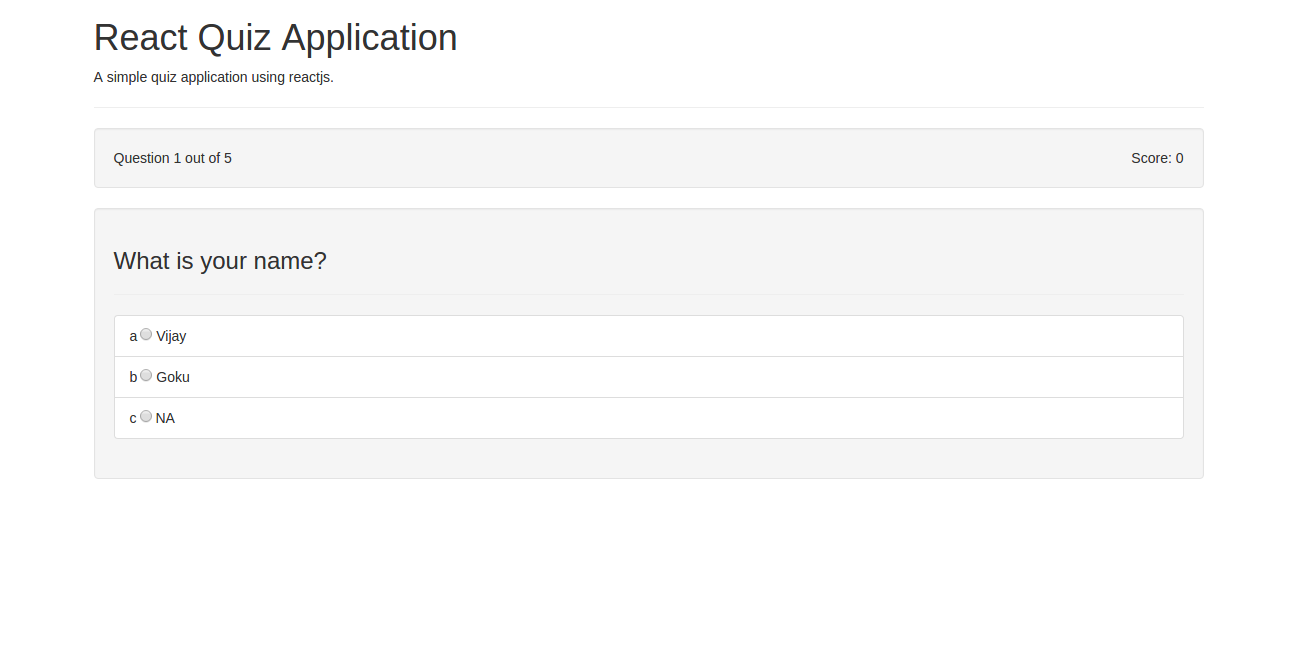 React Quiz Application
A simple quiz application using reactjs.
Question 1 out of 5 Score: 0
What is your name?
a Vijay
b Goku
c NA